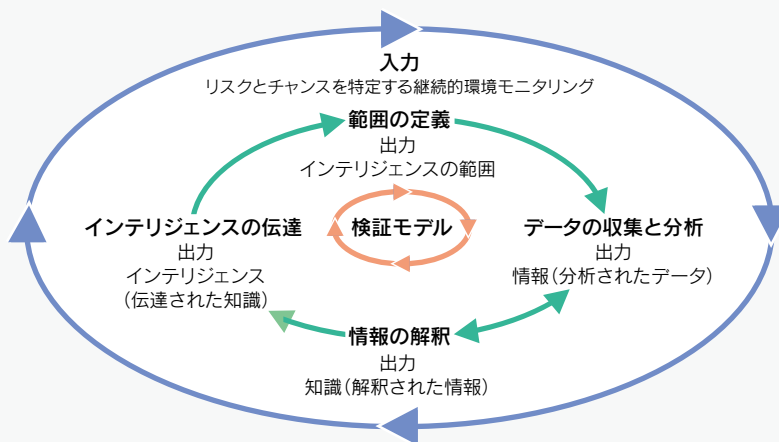 入力
リスクとチャンスを特定する継続的環境モニタリング
範囲の定義
出力
インテリジェンスの範囲
インテリジェンスの伝達
出力
インテリジェンス
（伝達された知識）
検証モデル
データの収集と分析
出力
情報（分析されたデータ）
情報の解釈
出力
知識（解釈された情報）